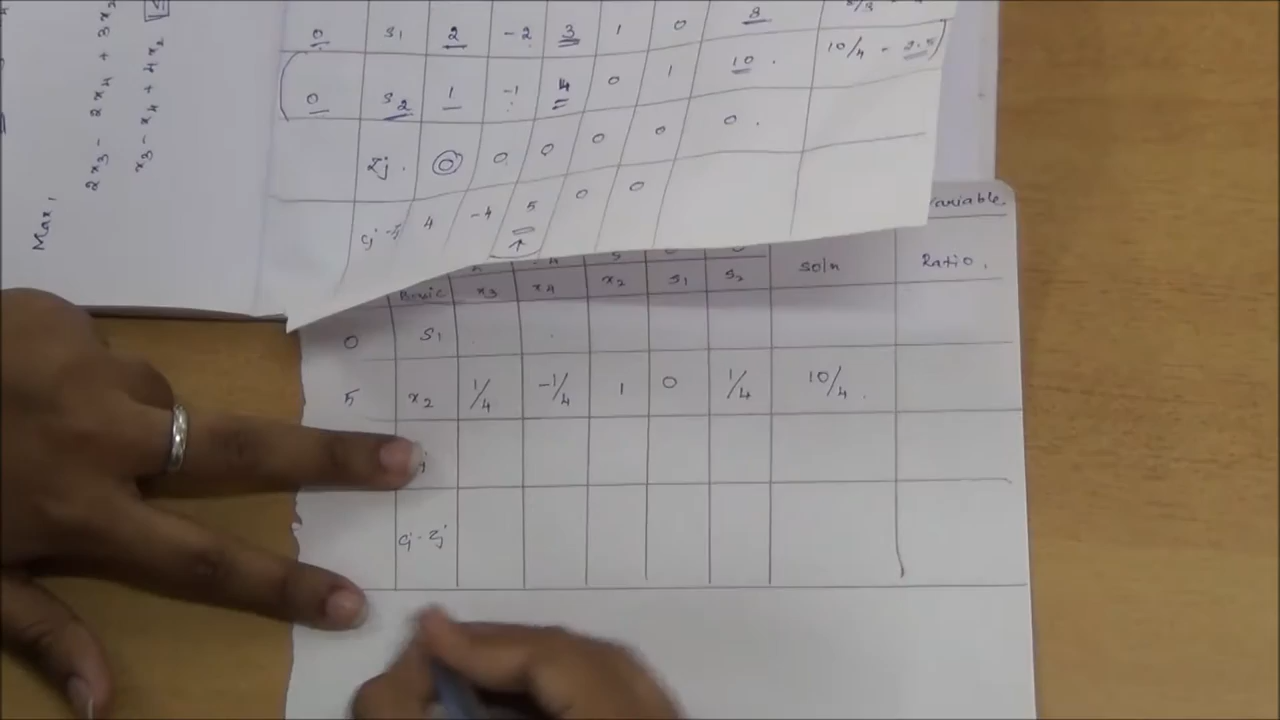 2x3 - 2x4 + 3x2
x3 - x4 + 4x2
Max,
0 S1 2 -2 3 1 0 8
0 S2 1 -1 4 0 1 10 10/4 - 2.5
Zj 0 0 0 0 0 0
Cj - Zj 4 -4 5 0 0
Variable
Basic x3 x4 x2 S1 S2 Soln Ratio
0 S1
5 x2 1/4 -1/4 1 0 1/4 10/4
Cj - Zj